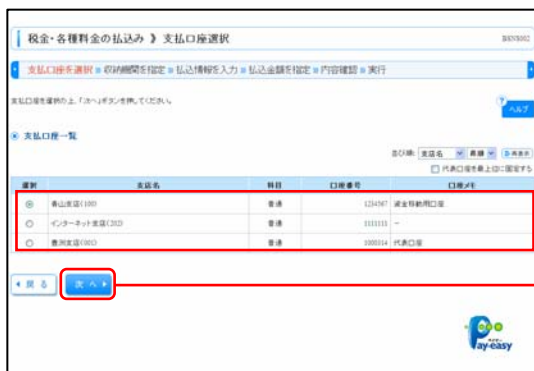 税金・各種料金の払込み 》 支払口座選択
支払口座を選択 » 収納機関を指定 » 払込情報を入力 » 払込金額を指定 » 内容確認 » 実行
支払口座を選択の上、「次へ」ボタンを押してください。
ヘルプ
支払口座一覧
並び順: 支店名 昇順 再表示
代表口座を最上位に固定する
選択 支店名 科目 口座番号 口座メモ
青山支店(100) 普通 1234567 資金移動用口座
インターネット支店(202) 普通 1111111 -
豊洲支店(001) 普通 1000014 代表口座
戻る 次へ
Pay-easy